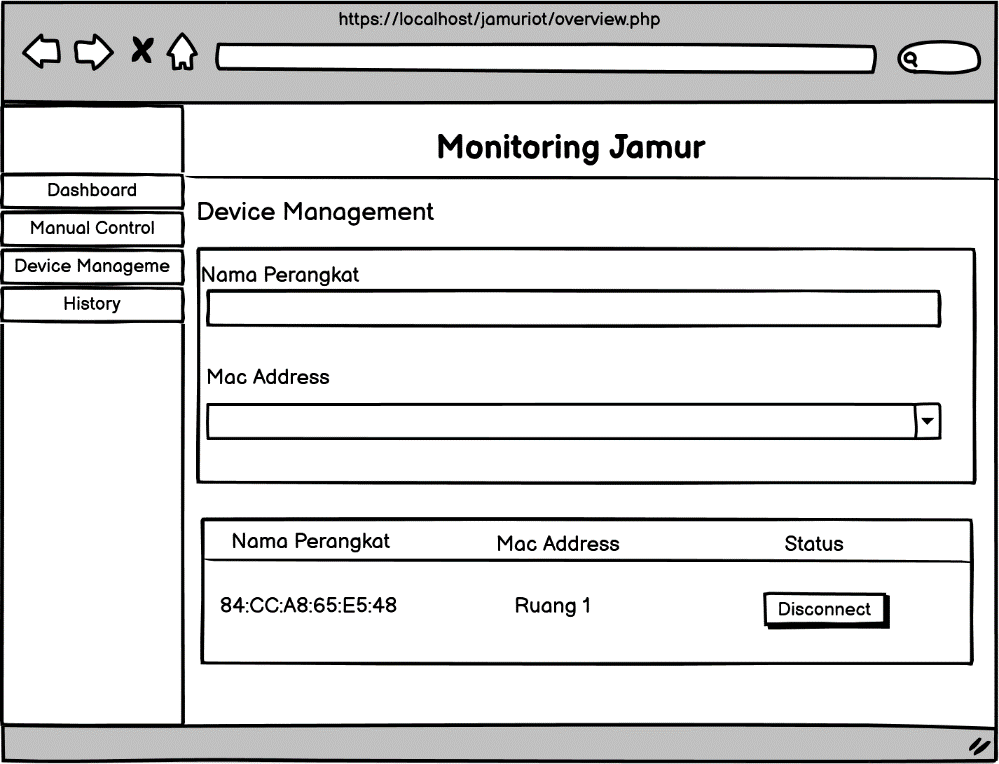 https://localhost/jamuriot/overview.php
Monitoring Jamur
Dashboard
Manual Control
Device Manageme
History
Device Management
Nama Perangkat
Mac Address
Nama Perangkat Mac Address Status
84:CC:A8:65:E5:48 Ruang 1 Disconnect